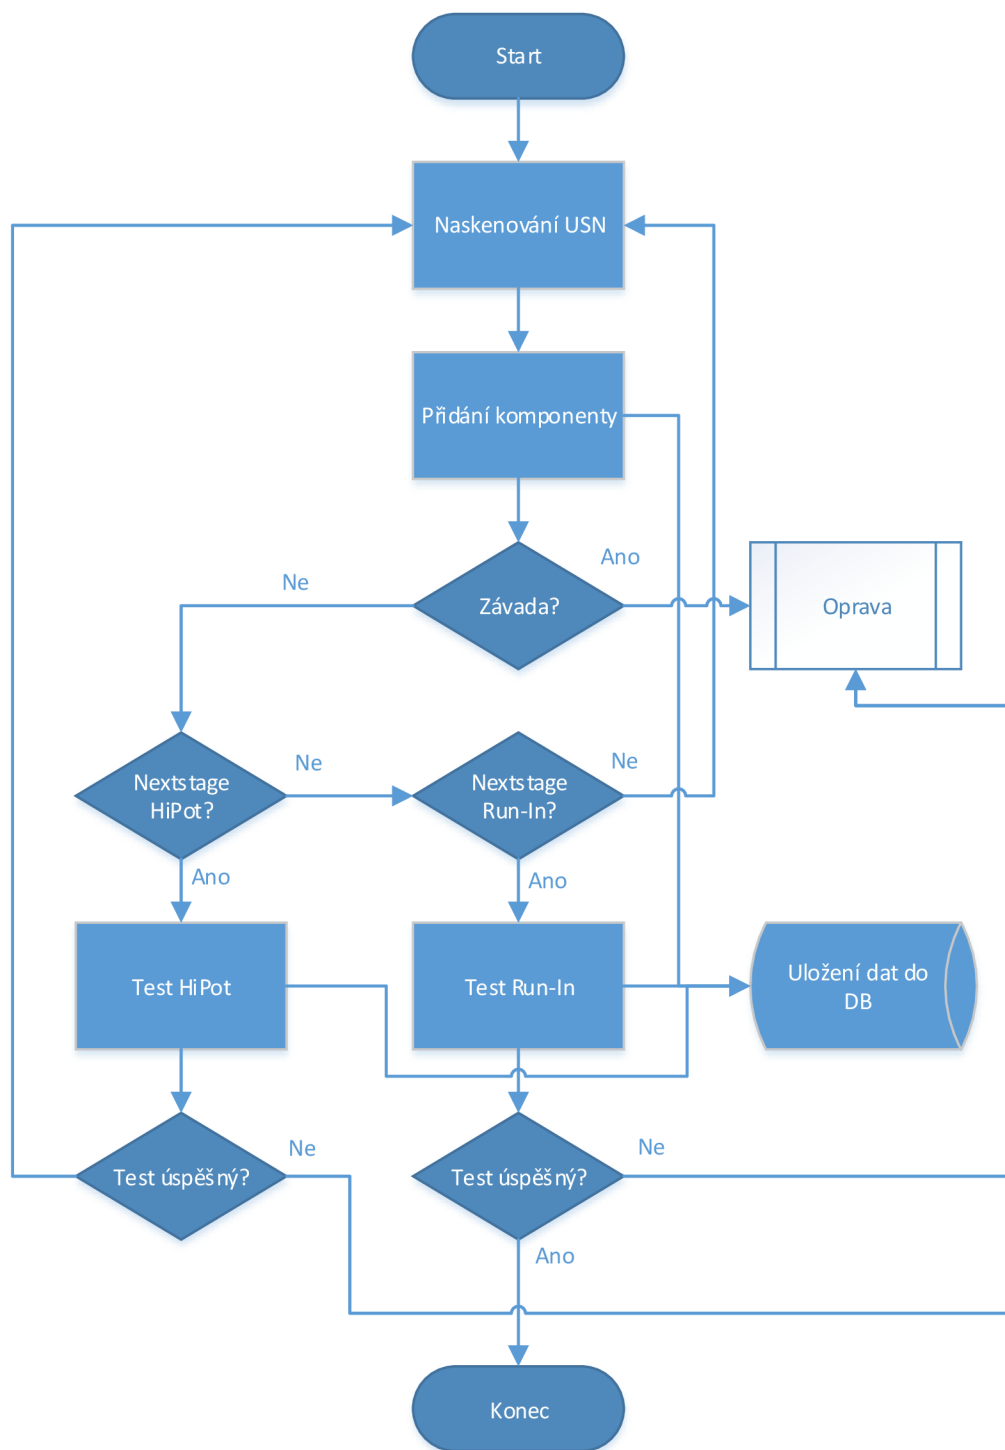 Start
Naskenování USN
Přidání komponenty
Ano
Ne
Závada?
Oprava
Nextstage
HiPot?
Ne
Nextstage
Run-In?
Ne
Ano
Ano
Test HiPot
Test Run-In
Uložení dat do
DB
Test úspěšný?
Ne
Test úspěšný?
Ne
Ano
Konec